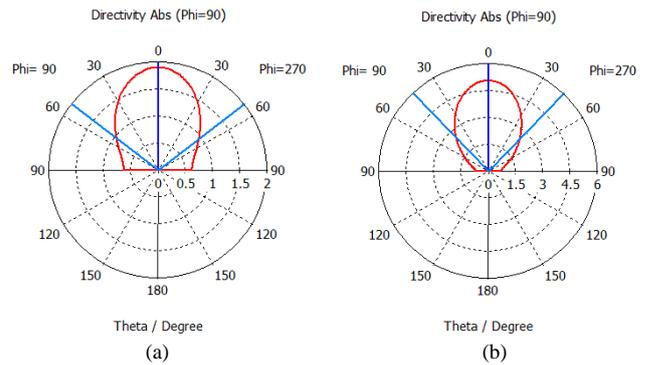 Directivity Abs (Phi=90)
0
Phi= 90 30 30 Phi=270
60 60
90 90
0 0.5 1 1.5 2
120 120
150 150
180
Theta / Degree
(a)
Directivity Abs (Phi=90)
0
Phi= 90 30 30 Phi=270
60 60
90 90
0 1.5 3 4.5 6
120 120
150 150
180
Theta / Degree
(b)